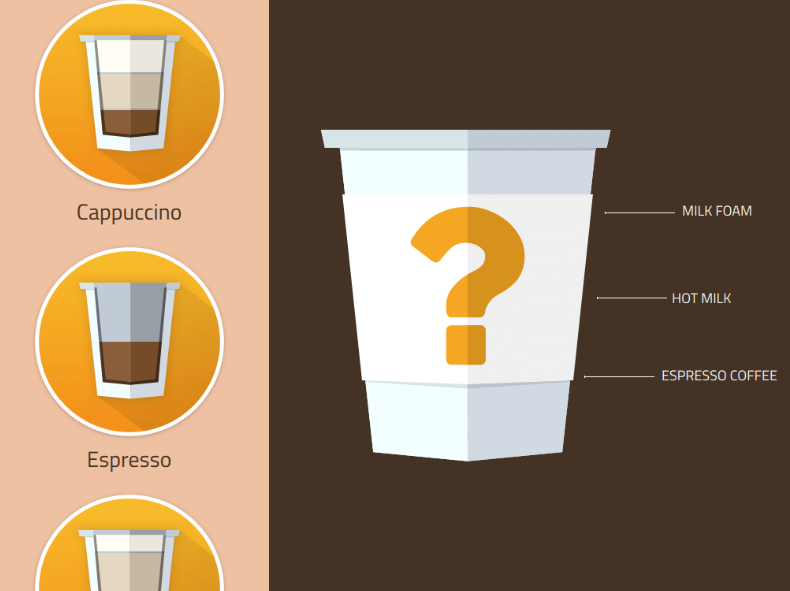 Cappuccino
Espresso
?
MILK FOAM
HOT MILK
ESPRESSO COFFEE